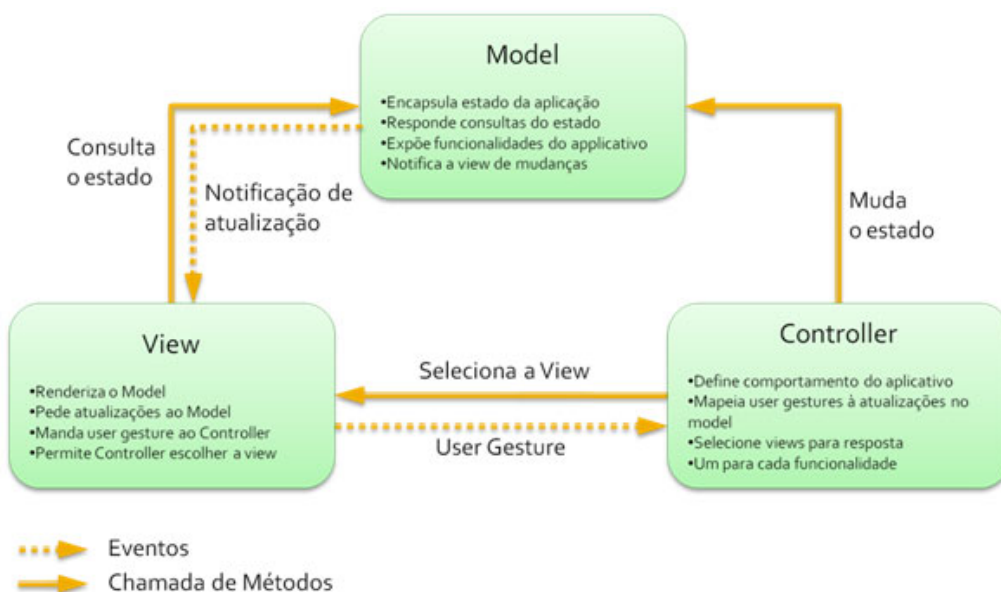 Model
•Encapsula estado da aplicação
•Responde consultas do estado
•Expõe funcionalidades do applicativo
•Notifica a view de mudanças
Consulta
o estado
Notificação de
atualização
Muda
o estado
View
•Renderiza o Model
•Pede atualizações ao Model
•Manda user gesture ao Controller
•Permite Controller escolher a view
Seleciona a View
User Gesture
Controller
•Define comportamento do aplicativo
•Mapeia user gestures à atualizações no
model
•Selecione views para resposta
•Um para cada funcionalidade
Eventos
Chamada de Métodos